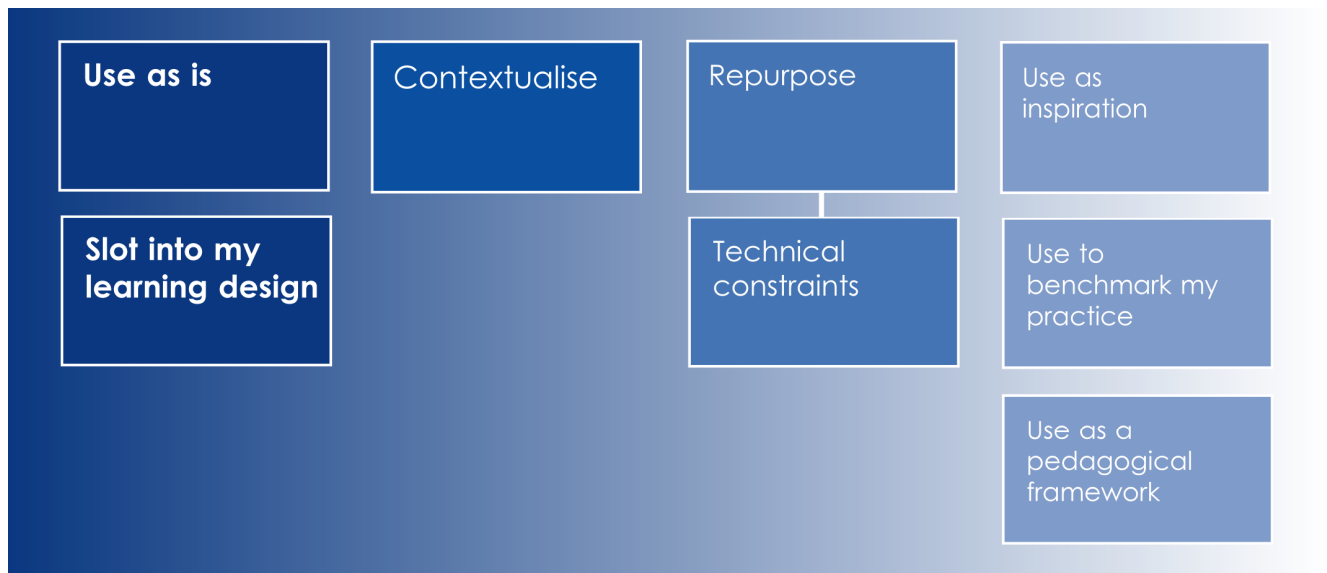 Use as is
Contextualise
Repurpose
Use as
inspiration
Slot into my
learning design
Technical
constraints
Use to
benchmark my
practice
Use as a
pedagogical
framework